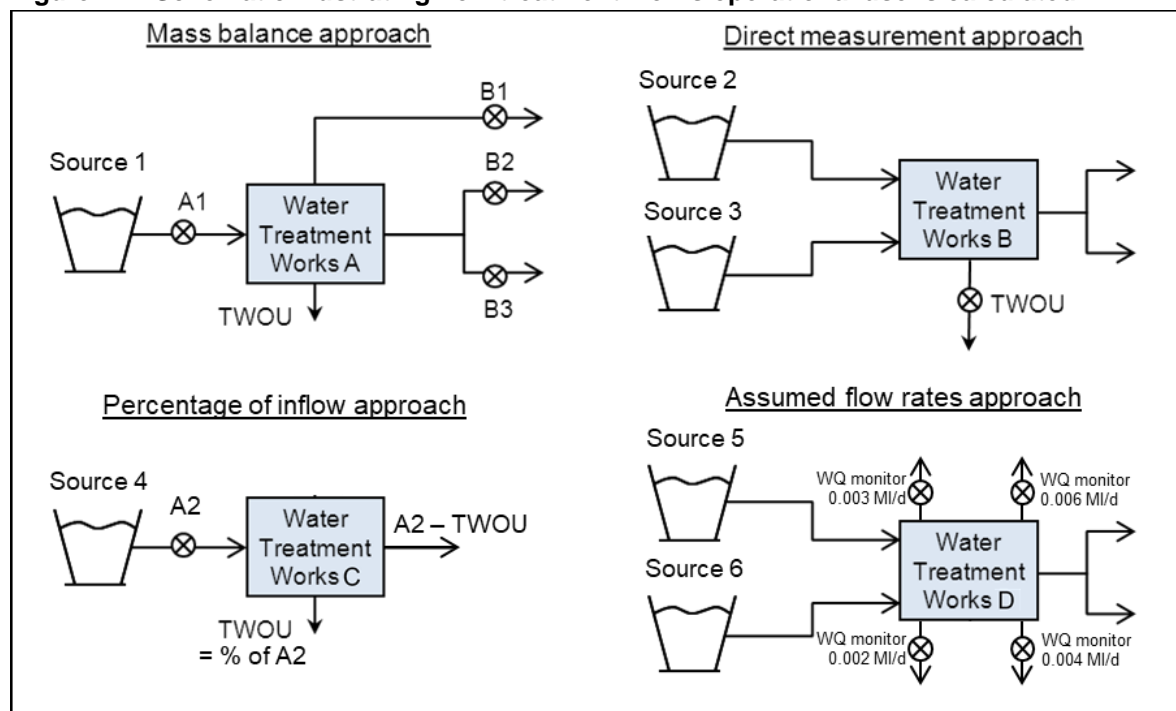 Mass balance approach
Source 1
A1
Water
Treatment
Works A
B1
B2
B3
TWOU
Direct measurement approach
Source 2
Source 3
Water
Treatment
Works B
TWOU
Percentage of inflow approach
Source 4
A2
Water
Treatment
Works C
A2 – TWOU
TWOU
= % of A2
Assumed flow rates approach
Source 5
Source 6
WQ monitor
0.003 Ml/d
WQ monitor
0.006 Ml/d
Water
Treatment
Works D
WQ monitor
0.002 Ml/d
WQ monitor
0.004 Ml/d